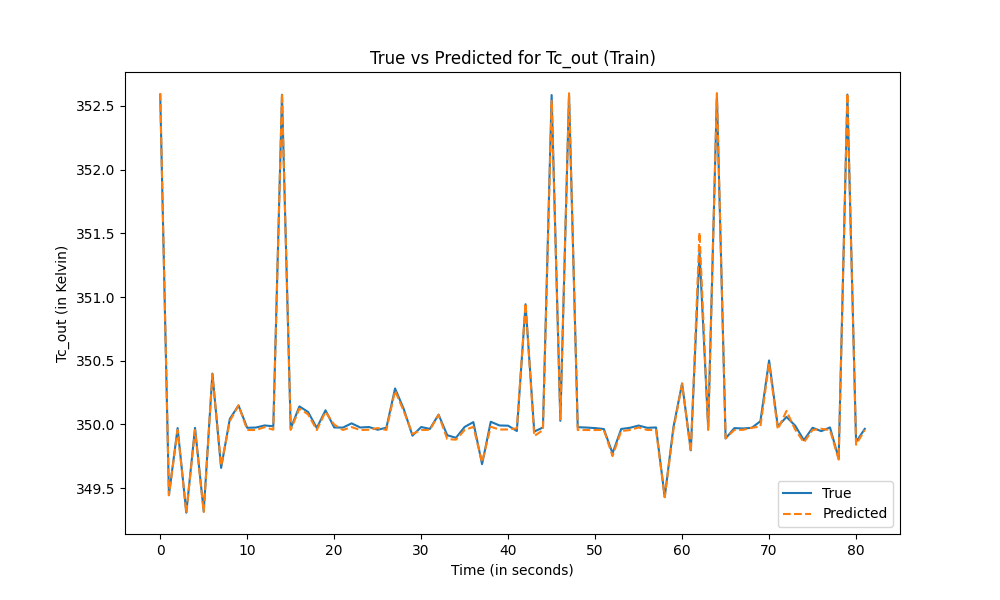 True vs Predicted for Tc_out (Train)
352.5
352.0
351.5
351.0
350.5
350.0
349.5
Tc_out (in Kelvin)
True
Predicted
0 10 20 30 40 50 60 70 80
Time (in seconds)